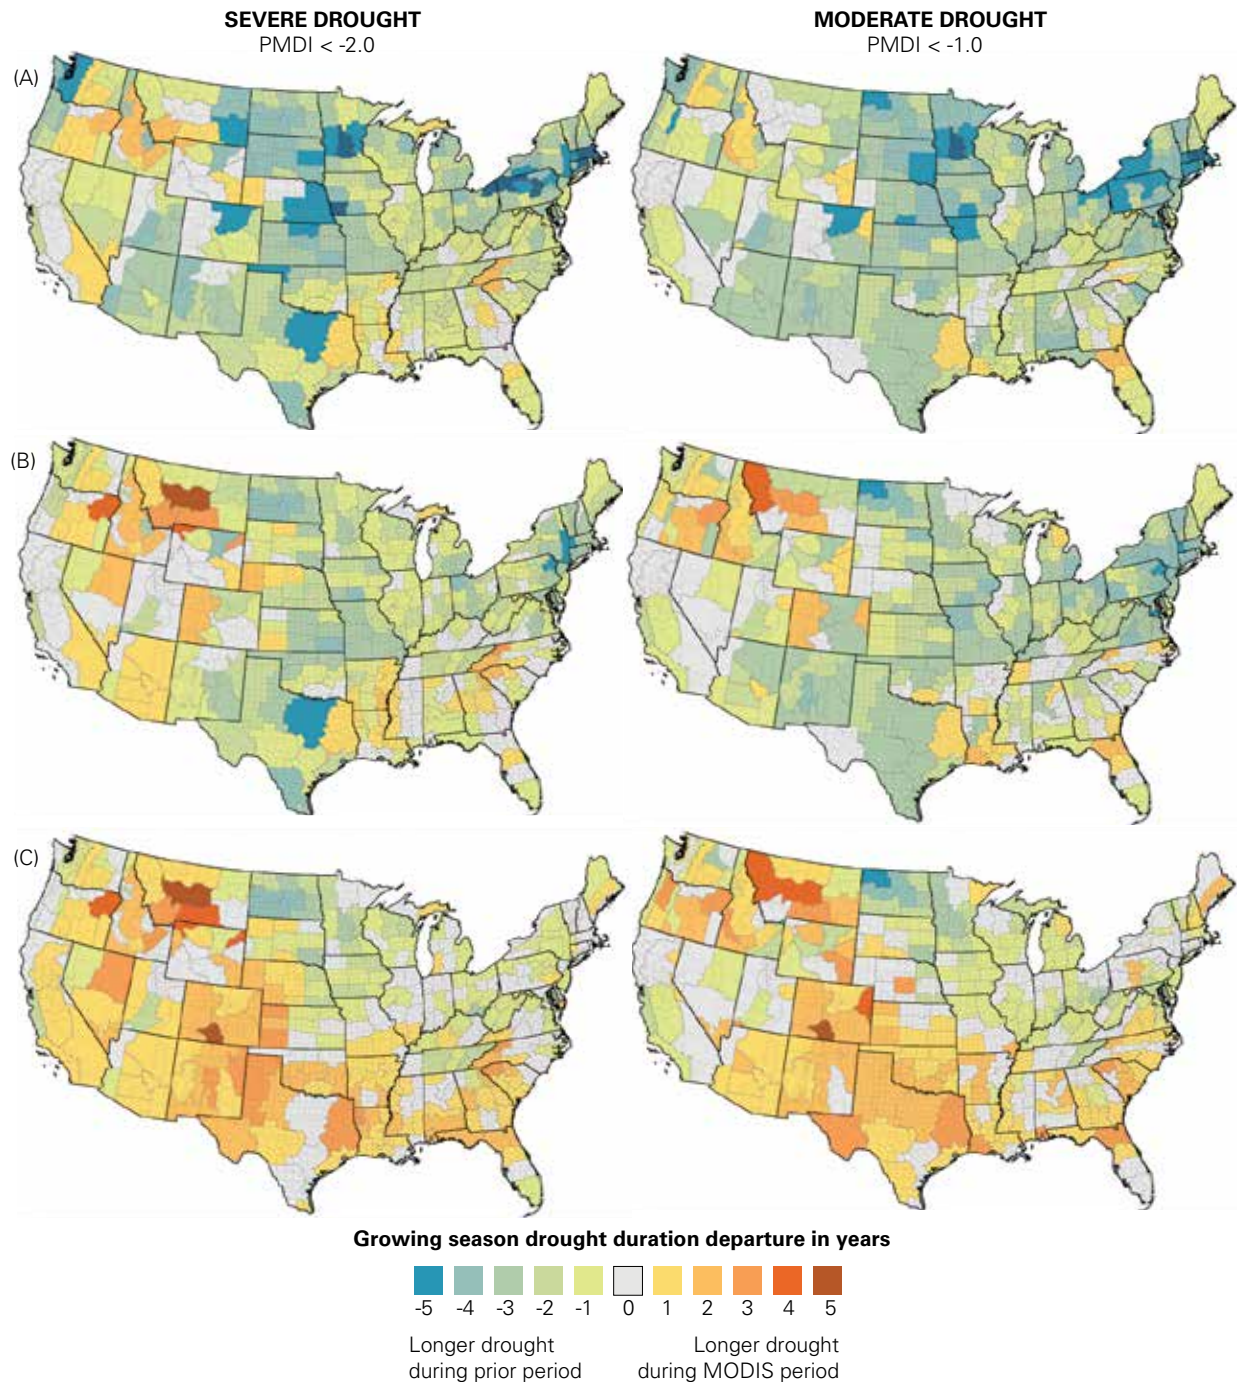 SEVERE DROUGHT
PMDI < -2.0
MODERATE DROUGHT
PMDI < -1.0
(A)
(B)
(C)
Growing season drought duration departure in years
-5 -4 -3 -2 -1 0 1 2 3 4 5
Longer drought
during prior period
Longer drought
during MODIS period